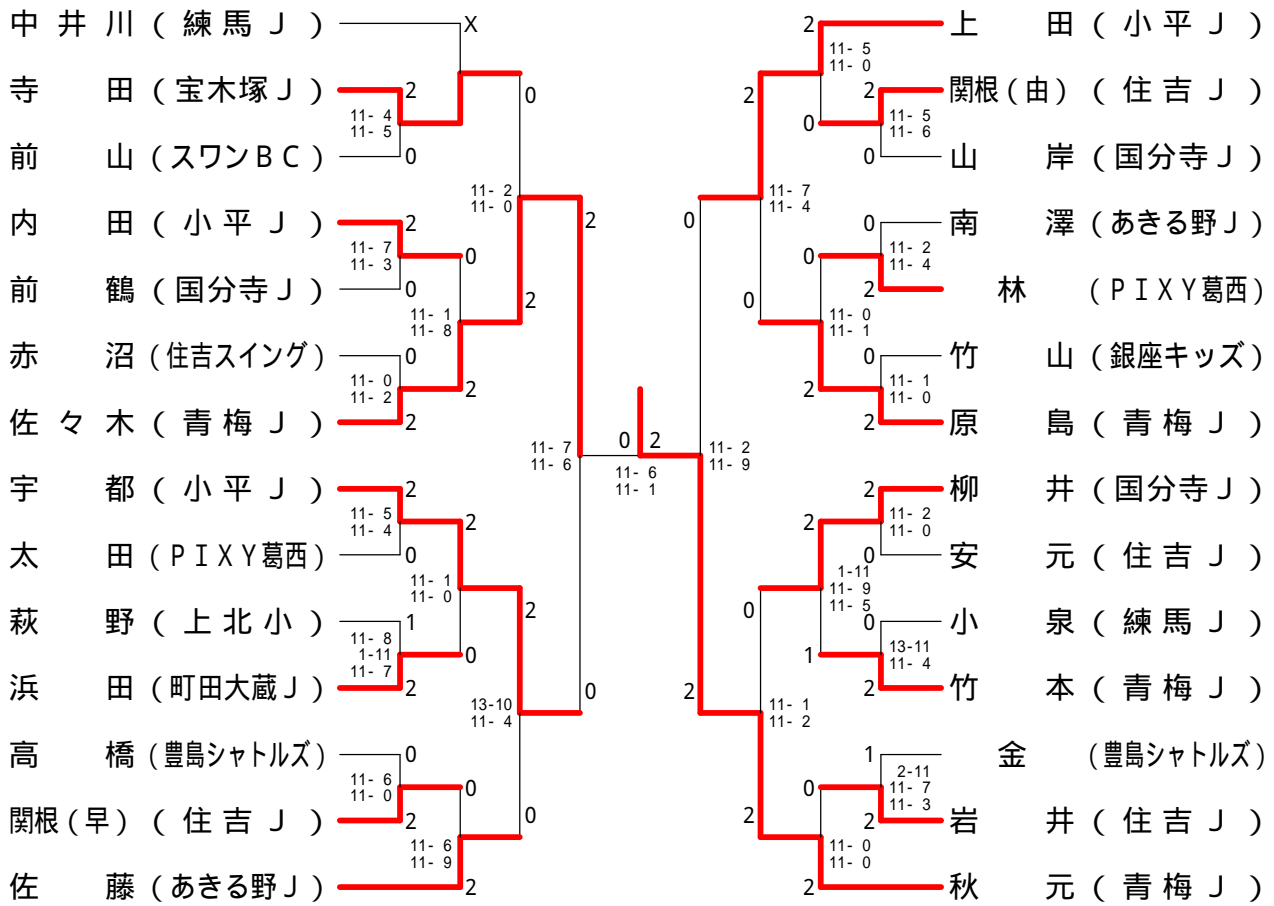 中井川(練馬J) X
寺田(宝木塚J) 2
11-4
11-5
前山(スワンBC) 0
0
11-2
11-0
内田(小平J) 2
11-7
11-3
0
前鶴(国分寺J) 0
11-1
11-8
2
赤沼(住吉スイング) 0
11-0
11-2
2
佐々木(青梅J) 2
2
11-7
11-6
宇都(小平J) 2
11-5
11-4
2
太田(PIXY葛西) 0
11-1
11-0
2
萩野(上北小) 1
11-8
1-11
11-7
0
浜田(町田大蔵J) 2
13-10
11-4
0
高橋(豊島シャトルズ) 0
11-6
11-0
0
関根(早)(住吉J) 2
11-6
11-9
0
佐藤(あきる野J) 2
0 2
11-6
11-1
2 上田(小平J)
11-5
11-0
2
2 関根(由)(住吉J)
0
11-5
11-6
0 山岸(国分寺J)
0
11-7
11-4
0 南澤(あきる野J)
11-2
11-4
0
2 林(PIXY葛西)
0
11-0
11-1
0 竹山(銀座キッズ)
11-1
11-0
2
2 原島(青梅J)
11-2
11-9
2 柳井(国分寺J)
2
11-2
11-0
0 安元(住吉J)
0
1-11
11-9
11-5
0 小泉(練馬J)
1
13-11
11-4
2 竹本(青梅J)
2
11-1
11-2
1 金(豊島シャトルズ)
0
2-11
11-7
11-3
2 岩井(住吉J)
2
11-0
11-0
2 秋元(青梅J)